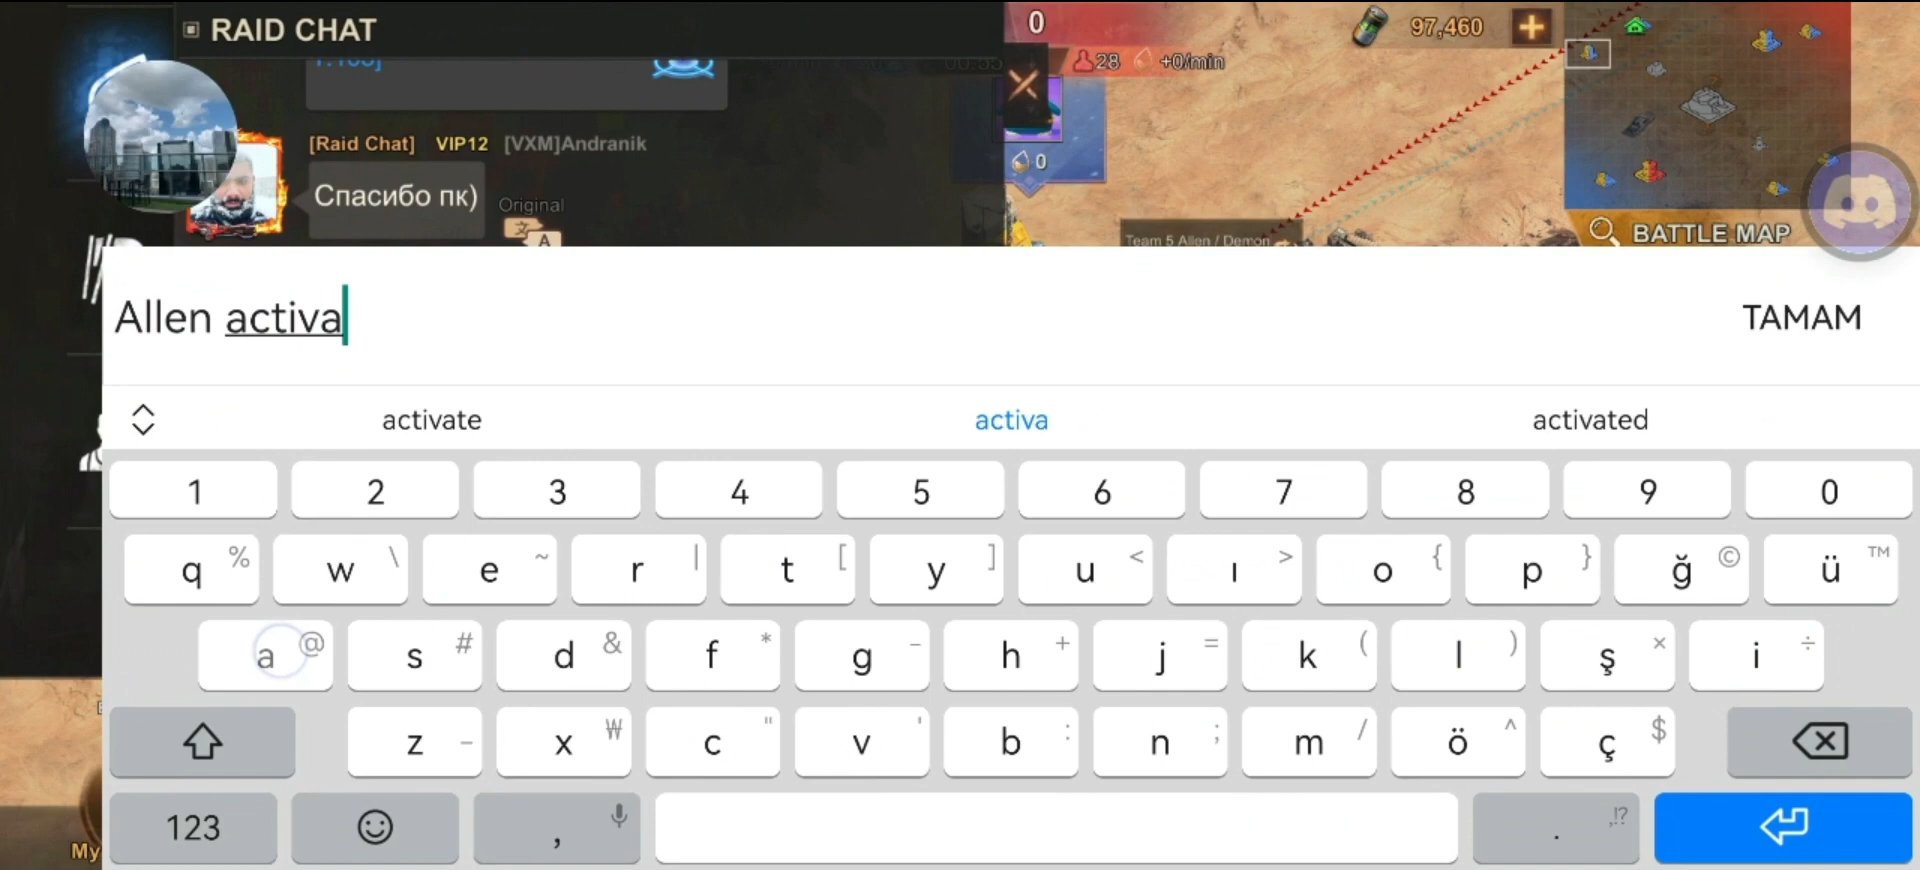 RAID CHAT
0
97,460
28
+0/min
[Raid Chat] VIP12 [VXM]Andranik
0
Спасибо пк)
Original
文
A
Team 5 Allen / Demon
BATTLE MAP
Allen activa
TAMAM
activate
activa
activated
1 2 3 4 5 6 7 8 9 0
q % w \ e ~ r | t [ y ] u < ı > o { p } ğ © ü ™
a @ s # d & f * g - h + j = k ( l ) ş × i ÷
z _ x ₩ c " v ' b : n ; m / ö ^ ç $
123 , . ,!?
My